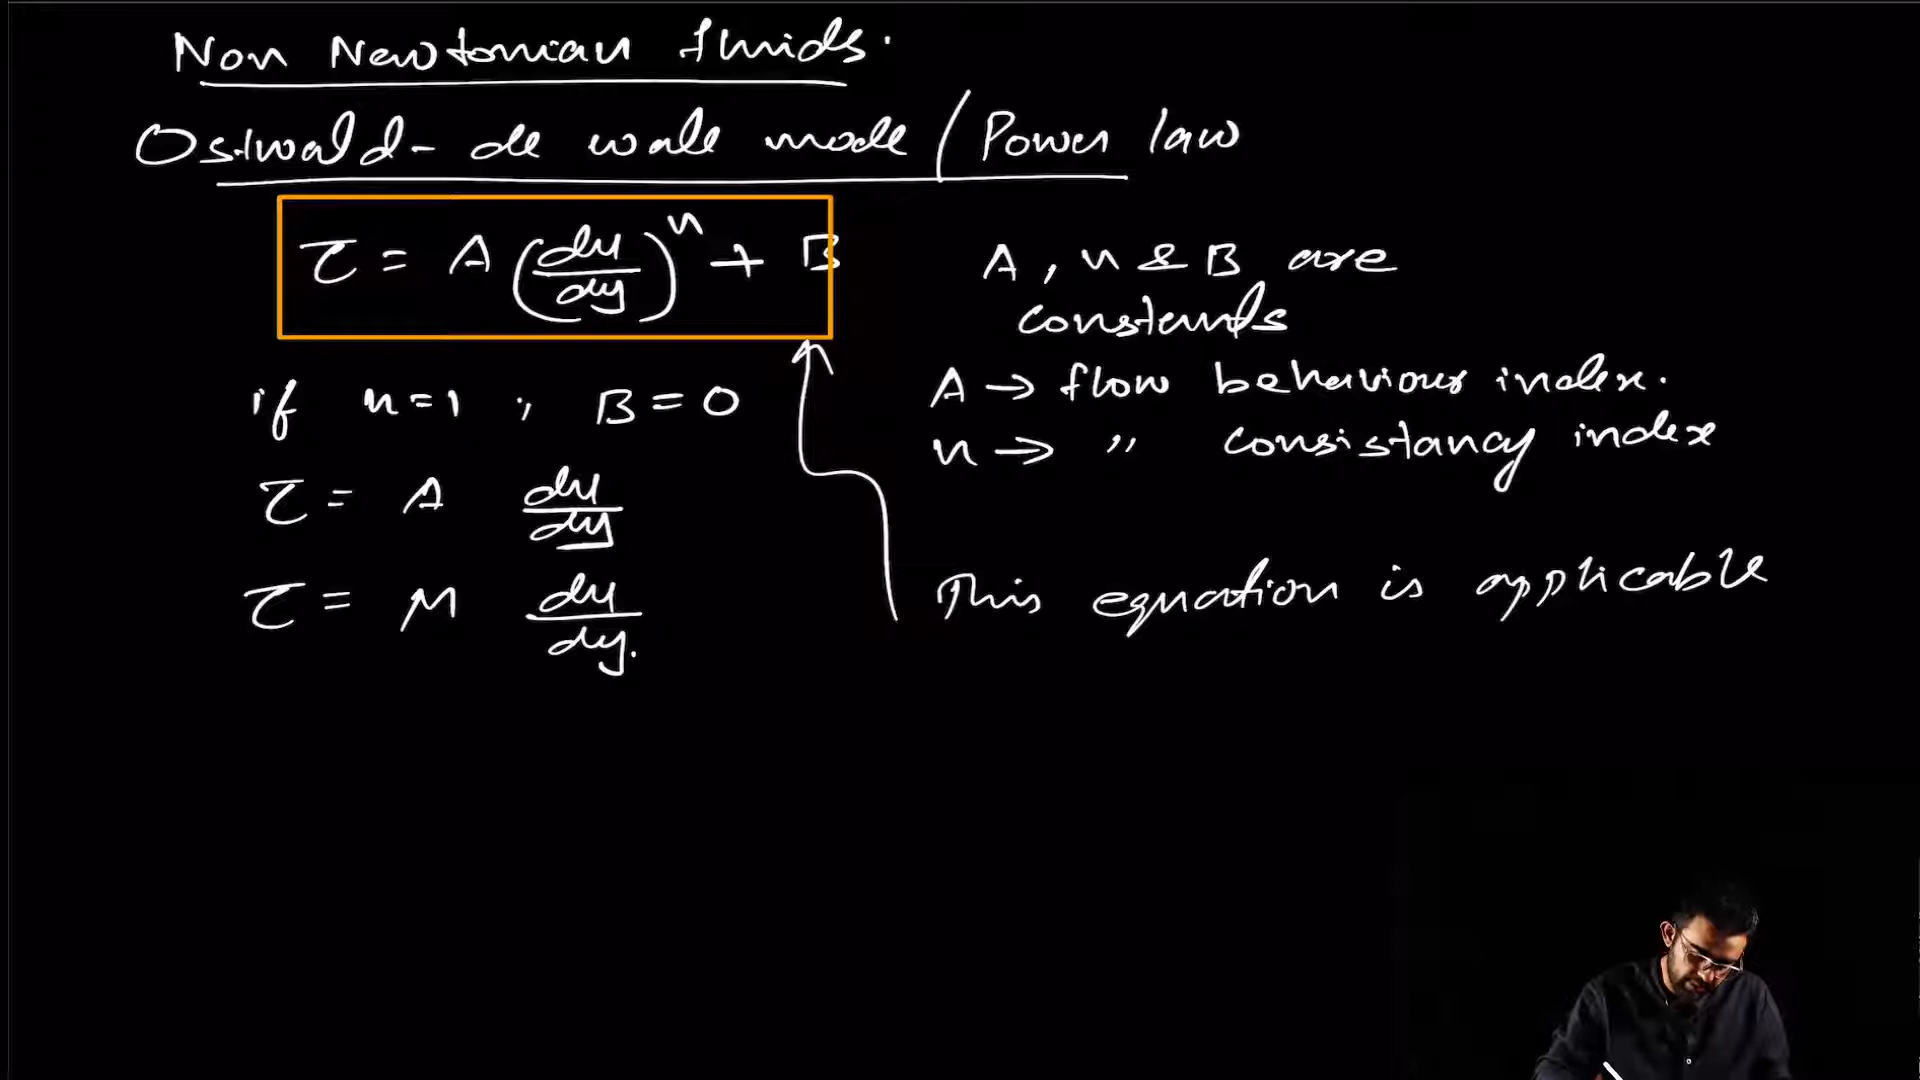 Non Newtonian fluids.
Ostwald - de wale mode / Power law
τ = A (du/dy)^n + B
if n = 1 ; B = 0
τ = A du/dy
τ = μ du/dy.
A, n & B are
constants
A → flow behaviour index.
n → " consistancy index
This equation is applicable